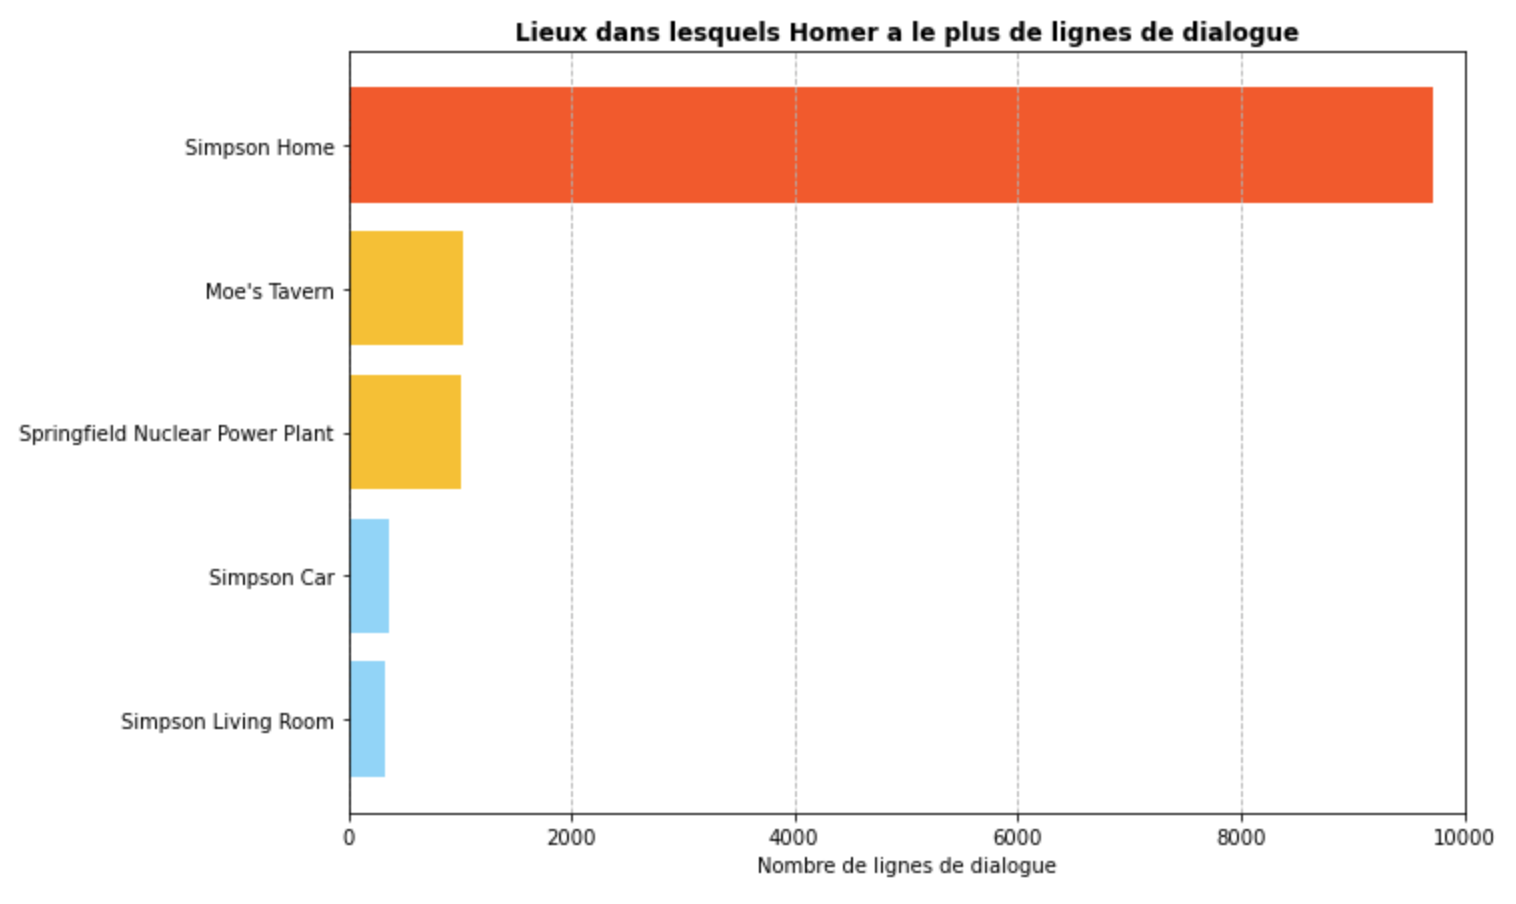 Lieux dans lesquels Homer a le plus de lignes de dialogue
Simpson Home
Moe's Tavern
Springfield Nuclear Power Plant
Simpson Car
Simpson Living Room
0 2000 4000 6000 8000 10000
Nombre de lignes de dialogue